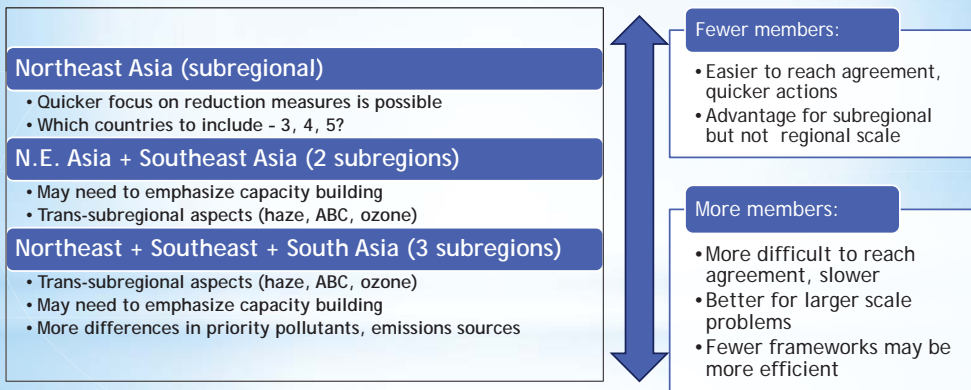 Northeast Asia (subregional)
• Quicker focus on reduction measures is possible
• Which countries to include – 3, 4, 5?
N.E. Asia + Southeast Asia (2 subregions)
• May need to emphasize capacity building
• Trans-subregional aspects (haze, ABC, ozone)
Northeast + Southeast + South Asia (3 subregions)
• Trans-subregional aspects (haze, ABC, ozone)
• May need to emphasize capacity building
• More differences in priority pollutants, emissions sources
Fewer members:
• Easier to reach agreement,
quicker actions
• Advantage for subregional
but not regional scale
More members:
• More difficult to reach
agreement, slower
• Better for larger scale
problems
• Fewer frameworks may be
more efficient